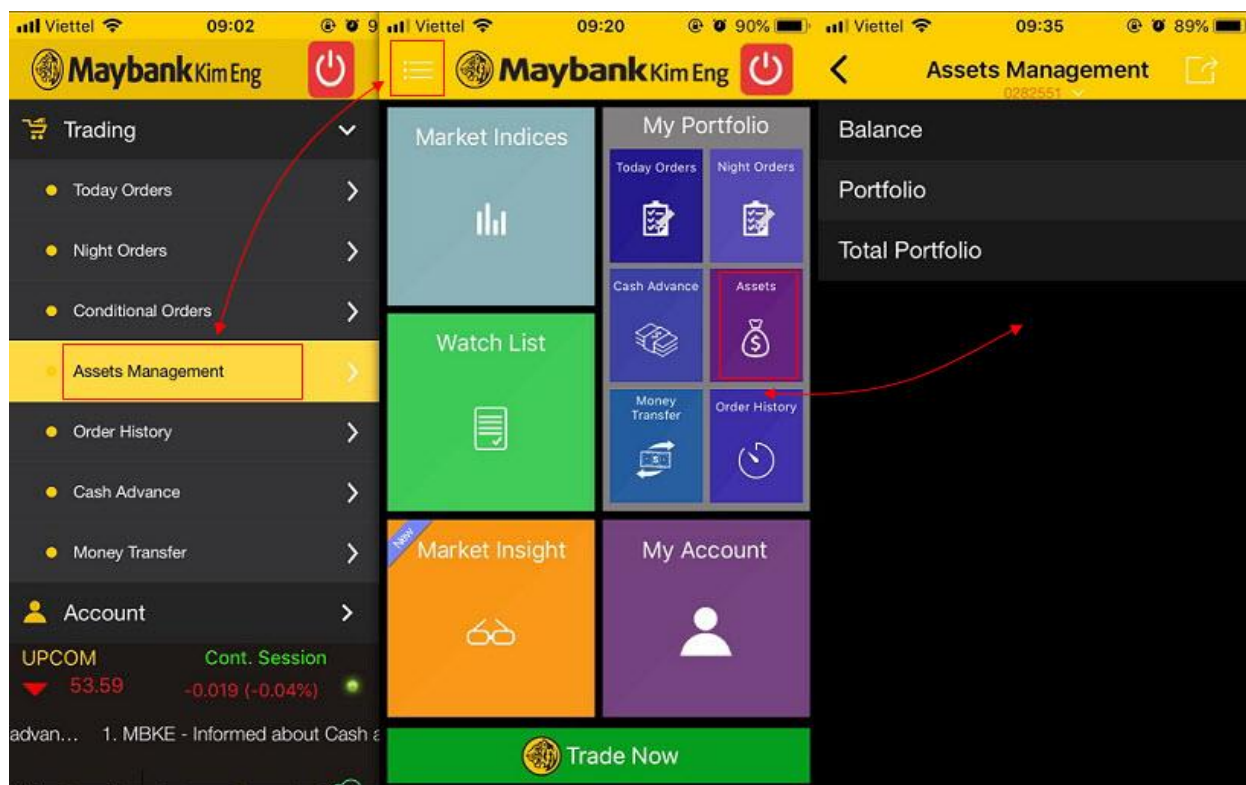 Viettel 09:02 9
Maybank Kim Eng
Trading
Today Orders
Night Orders
Conditional Orders
Assets Management
Order History
Cash Advance
Money Transfer
Account
UPCOM Cont. Session
53.59 -0.019 (-0.04%)
advan... 1. MBKE - Informed about Cash a
Viettel 09:20 90%
Maybank Kim Eng
Market Indices
My Portfolio
Today Orders
Night Orders
Cash Advance
Assets
Watch List
Money
Transfer
Order History
New
Market Insight
My Account
Trade Now
Viettel 09:35 89%
Assets Management
0282551
Balance
Portfolio
Total Portfolio